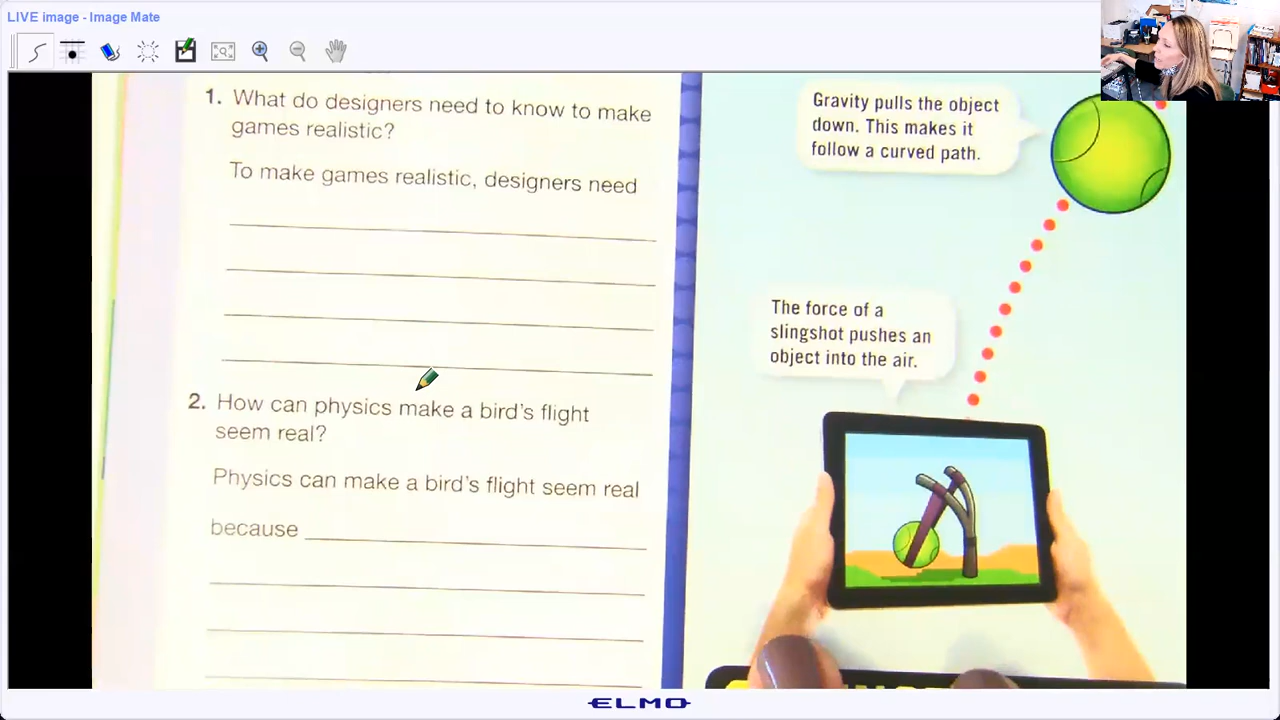 LIVE image - Image Mate
1. What do designers need to know to make
games realistic?
To make games realistic, designers need
2. How can physics make a bird's flight
seem real?
Physics can make a bird's flight seem real
because
Gravity pulls the object
down. This makes it
follow a curved path.
The force of a
slingshot pushes an
object into the air.
ELMO